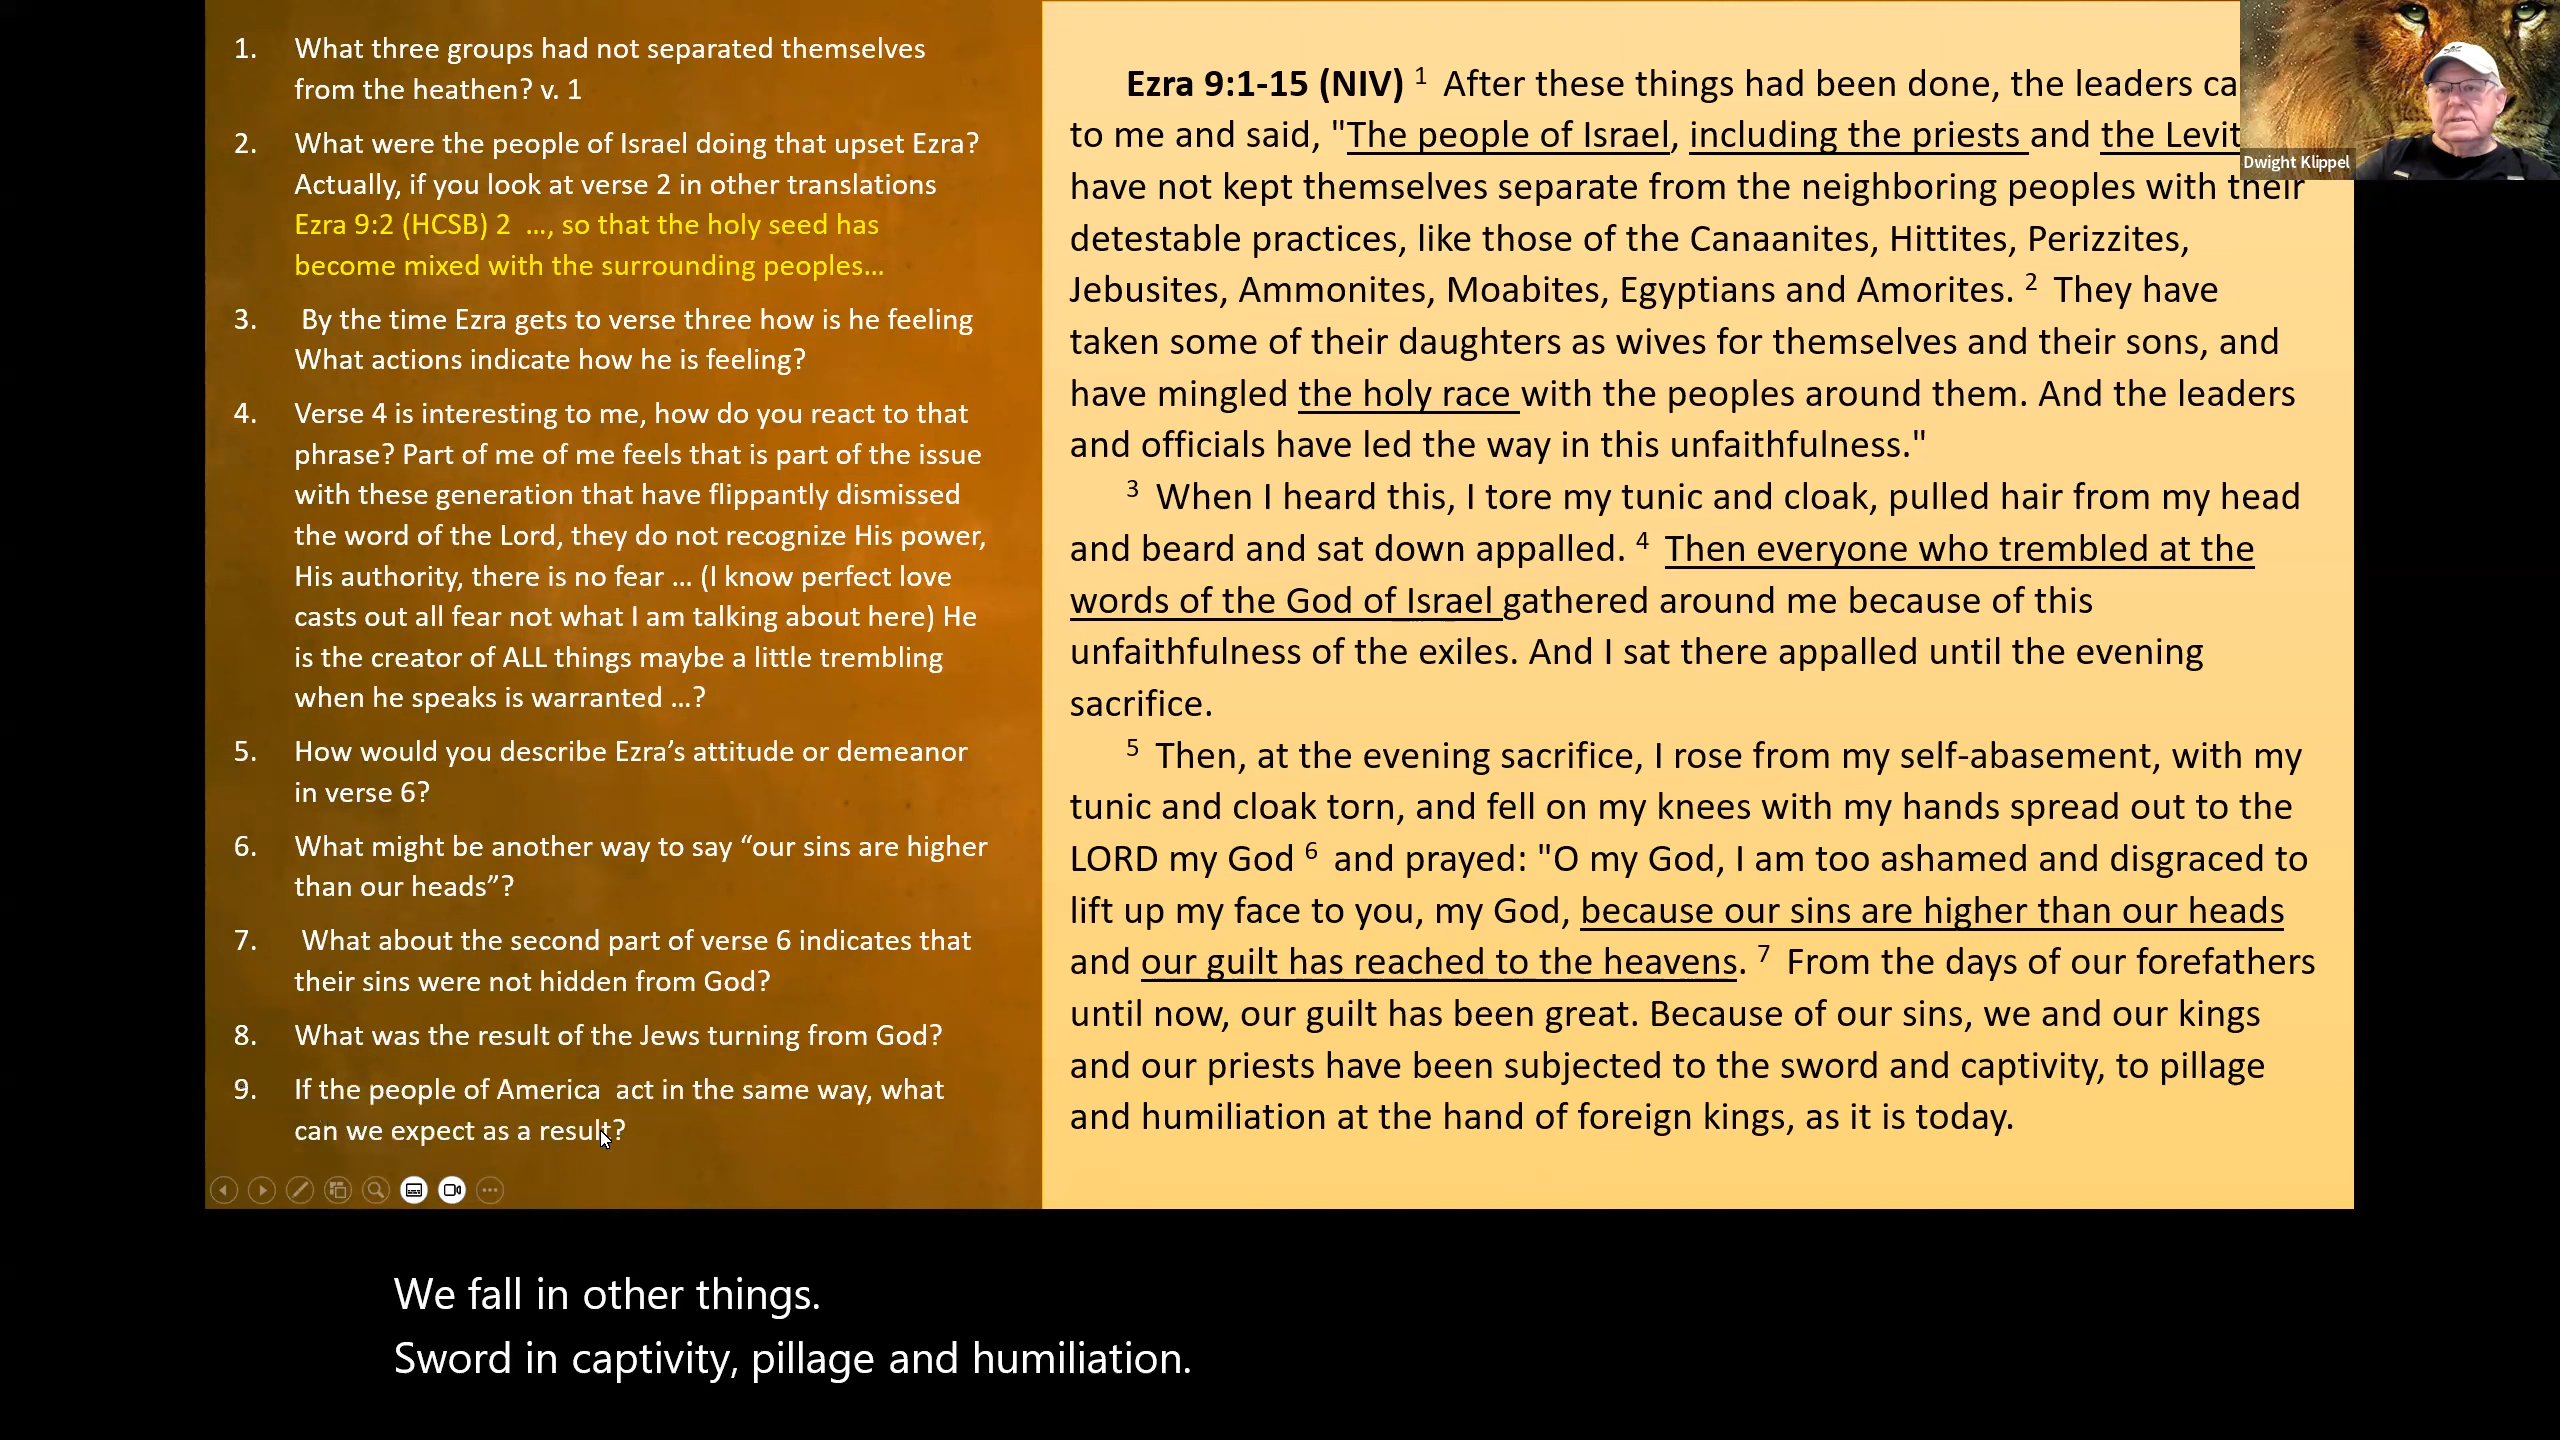 1. What three groups had not separated themselves
from the heathen? v. 1
2. What were the people of Israel doing that upset Ezra?
Actually, if you look at verse 2 in other translations
Ezra 9:2 (HCSB) 2 ..., so that the holy seed has
become mixed with the surrounding peoples...
3. By the time Ezra gets to verse three how is he feeling
What actions indicate how he is feeling?
4. Verse 4 is interesting to me, how do you react to that
phrase? Part of me of me feels that is part of the issue
with these generation that have flippantly dismissed
the word of the Lord, they do not recognize His power,
His authority, there is no fear ... (I know perfect love
casts out all fear not what I am talking about here) He
is the creator of ALL things maybe a little trembling
when he speaks is warranted ...?
5. How would you describe Ezra's attitude or demeanor
in verse 6?
6. What might be another way to say “our sins are higher
than our heads”?
7. What about the second part of verse 6 indicates that
their sins were not hidden from God?
8. What was the result of the Jews turning from God?
9. If the people of America act in the same way, what
can we expect as a result?
Ezra 9:1-15 (NIV) 1 After these things had been done, the leaders ca
to me and said, "The people of Israel, including the priests and the Levit
have not kept themselves separate from the neighboring peoples with their
detestable practices, like those of the Canaanites, Hittites, Perizzites,
Jebusites, Ammonites, Moabites, Egyptians and Amorites. 2 They have
taken some of their daughters as wives for themselves and their sons, and
have mingled the holy race with the peoples around them. And the leaders
and officials have led the way in this unfaithfulness."
3 When I heard this, I tore my tunic and cloak, pulled hair from my head
and beard and sat down appalled. 4 Then everyone who trembled at the
words of the God of Israel gathered around me because of this
unfaithfulness of the exiles. And I sat there appalled until the evening
sacrifice.
5 Then, at the evening sacrifice, I rose from my self-abasement, with my
tunic and cloak torn, and fell on my knees with my hands spread out to the
LORD my God 6 and prayed: "O my God, I am too ashamed and disgraced to
lift up my face to you, my God, because our sins are higher than our heads
and our guilt has reached to the heavens. 7 From the days of our forefathers
until now, our guilt has been great. Because of our sins, we and our kings
and our priests have been subjected to the sword and captivity, to pillage
and humiliation at the hand of foreign kings, as it is today.
Dwight Klippel
We fall in other things.
Sword in captivity, pillage and humiliation.